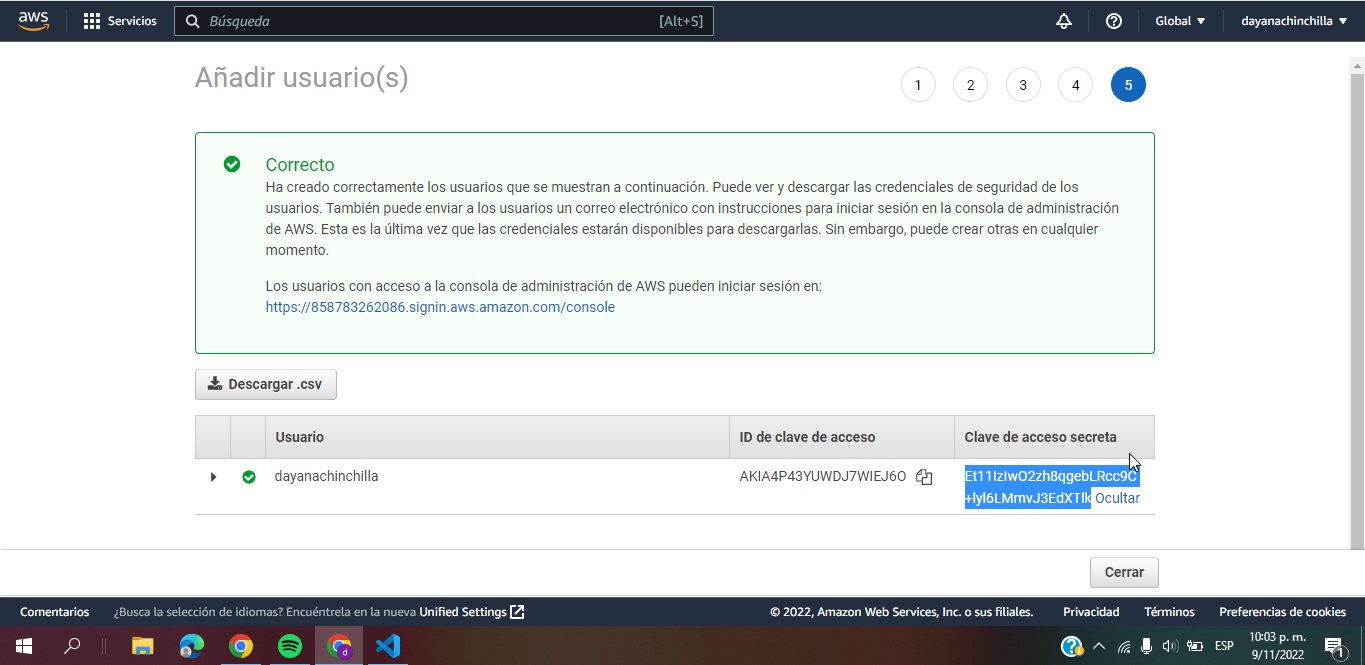 aws
Servicios
Búsqueda
[Alt+S]
Global
dayanachinchilla
Añadir usuario(s)
1
2
3
4
5
Correcto
Ha creado correctamente los usuarios que se muestran a continuación. Puede ver y descargar las credenciales de seguridad de los
usuarios. También puede enviar a los usuarios un correo electrónico con instrucciones para iniciar sesión en la consola de administración
de AWS. Esta es la última vez que las credenciales estarán disponibles para descargarlas. Sin embargo, puede crear otras en cualquier
momento.
Los usuarios con acceso a la consola de administración de AWS pueden iniciar sesión en:
https://858783262086.signin.aws.amazon.com/console
Descargar .csv
Usuario
ID de clave de acceso
Clave de acceso secreta
dayanachinchilla
AKIA4P43YUWDJ7WIEJ6O
Ocultar
Cerrar
Comentarios
¿Busca la selección de idiomas? Encuéntrela en la nueva Unified Settings
© 2022, Amazon Web Services, Inc. o sus filiales.
Privacidad
Términos
Preferencias de cookies
d
ESP
10:03 p. m.
9/11/2022
1